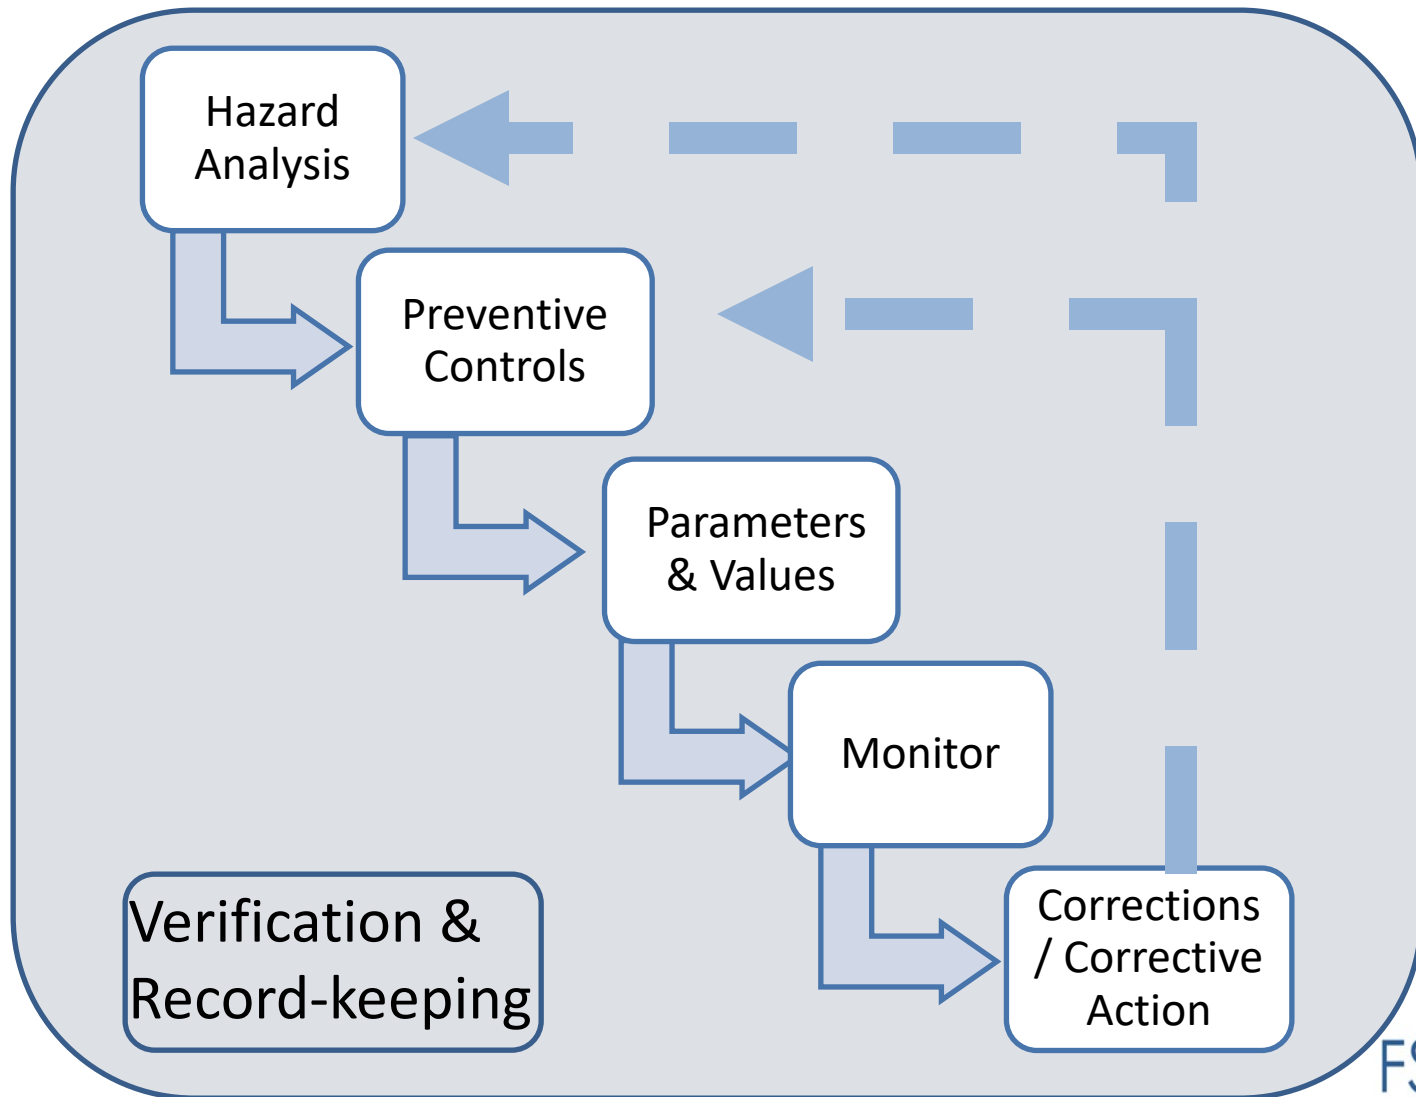 Hazard
Analysis
Preventive
Controls
Parameters
& Values
Monitor
Corrections
/ Corrective
Action
Verification &
Record-keeping